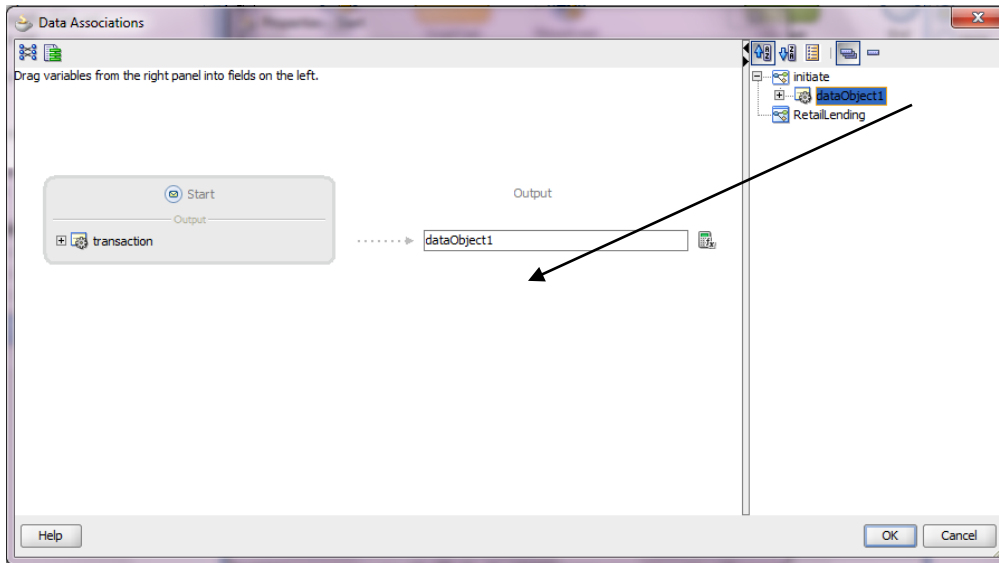 Data Associations
Drag variables from the right panel into fields on the left.
initiate
dataObject1
RetailLending
Start
Output
Output
transaction
dataObject1
Help
OK
Cancel